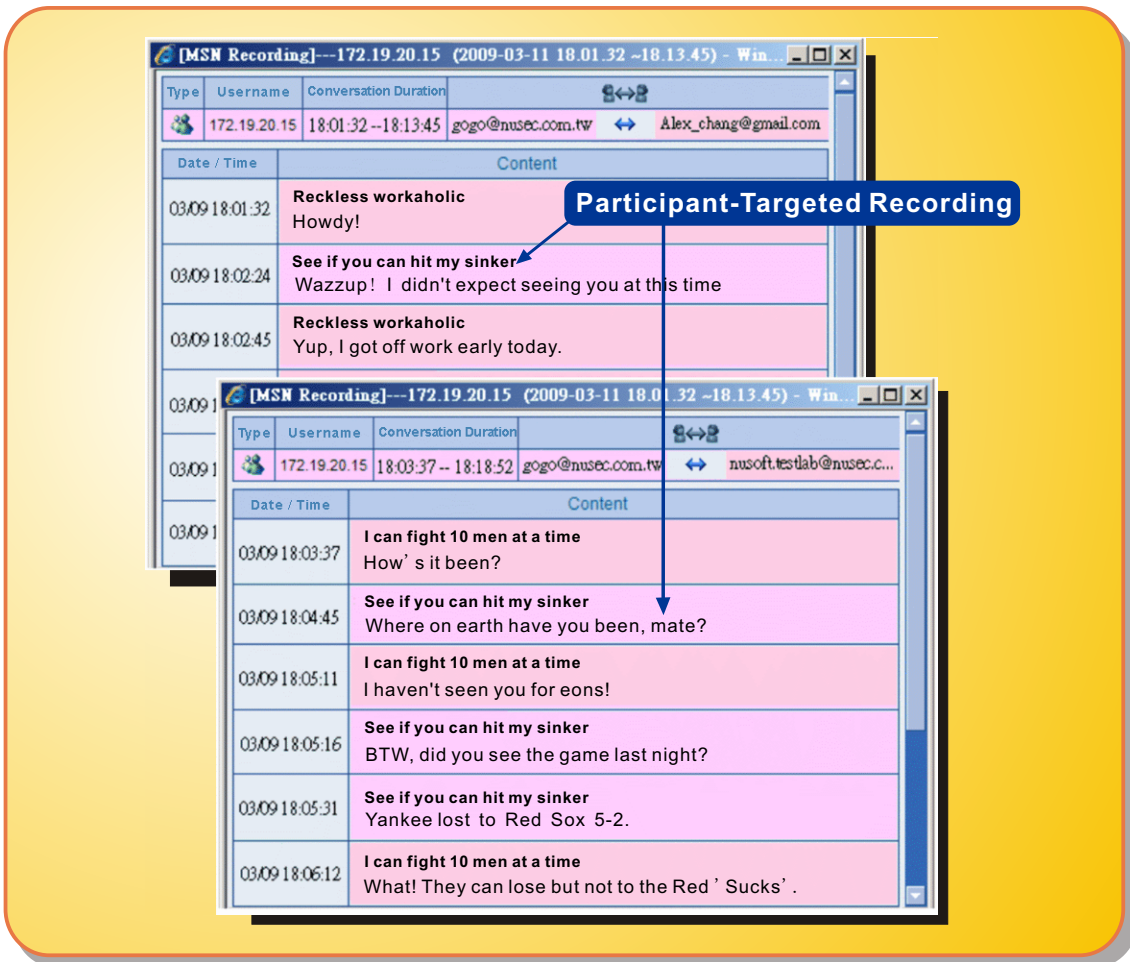 [MSN Recording]---172.19.20.15 (2009-03-11 18.01.32 ~18.13.45) - Win...
Type Username Conversation Duration
172.19.20.15 18:01:32 --18:13:45 gogo@nusec.com.tw ↔ Alex_chang@gmail.com
Date / Time Content
Participant-Targeted Recording
03/09 18:01:32 Reckless workaholic
Howdy!
03/09 18:02:24 See if you can hit my sinker
Wazzup! I didn't expect seeing you at this time
03/09 18:02:45 Reckless workaholic
Yup, I got off work early today.
03/09 1
03/09 1
03/09 1
[MSN Recording]---172.19.20.15 (2009-03-11 18.01.32 ~18.13.45) - Win...
Type Username Conversation Duration
172.19.20.15 18:03:37 -- 18:18:52 gogo@nusec.com.tw ↔ nusoft.testlab@nusec.c...
Date / Time Content
03/09 18:03:37 I can fight 10 men at a time
How's it been?
03/09 18:04:45 See if you can hit my sinker
Where on earth have you been, mate?
03/09 18:05:11 I can fight 10 men at a time
I haven't seen you for eons!
03/09 18:05:16 See if you can hit my sinker
BTW, did you see the game last night?
03/09 18:05:31 See if you can hit my sinker
Yankee lost to Red Sox 5-2.
03/09 18:06:12 I can fight 10 men at a time
What! They can lose but not to the Red ’Sucks’.